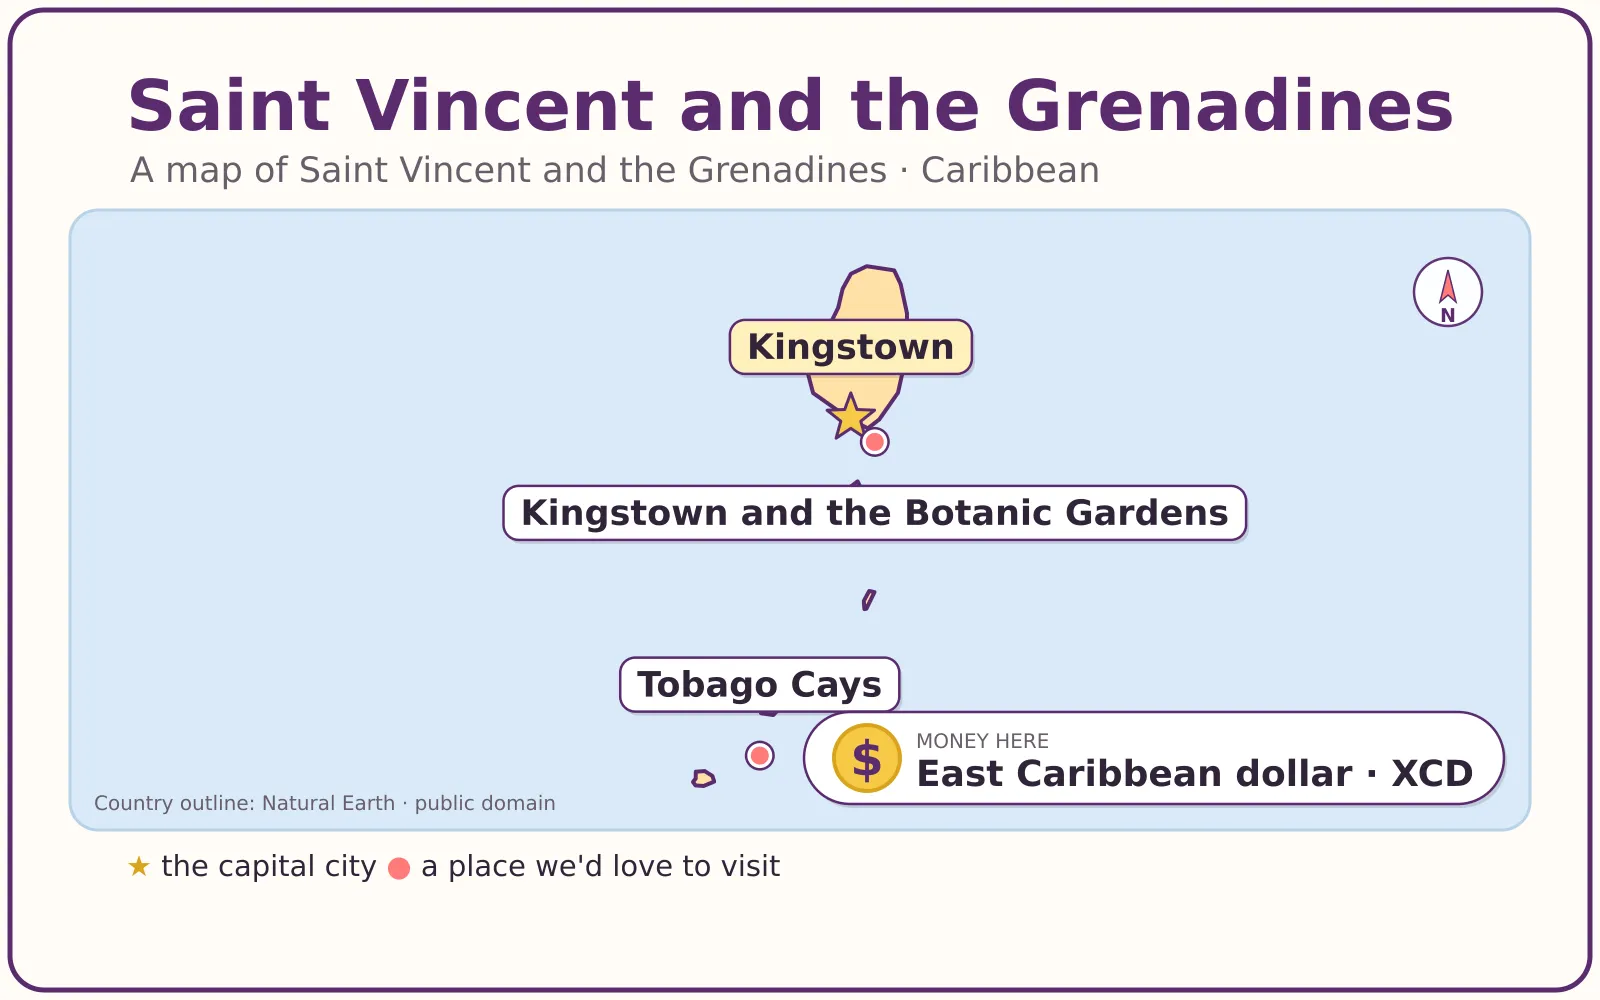 Saint Vincent and the Grenadines
A map of Saint Vincent and the Grenadines · Caribbean
N
Kingstown
Kingstown and the Botanic Gardens
Tobago Cays
$
MONEY HERE
East Caribbean dollar · XCD
Country outline: Natural Earth · public domain
★ the capital city ● a place we'd love to visit